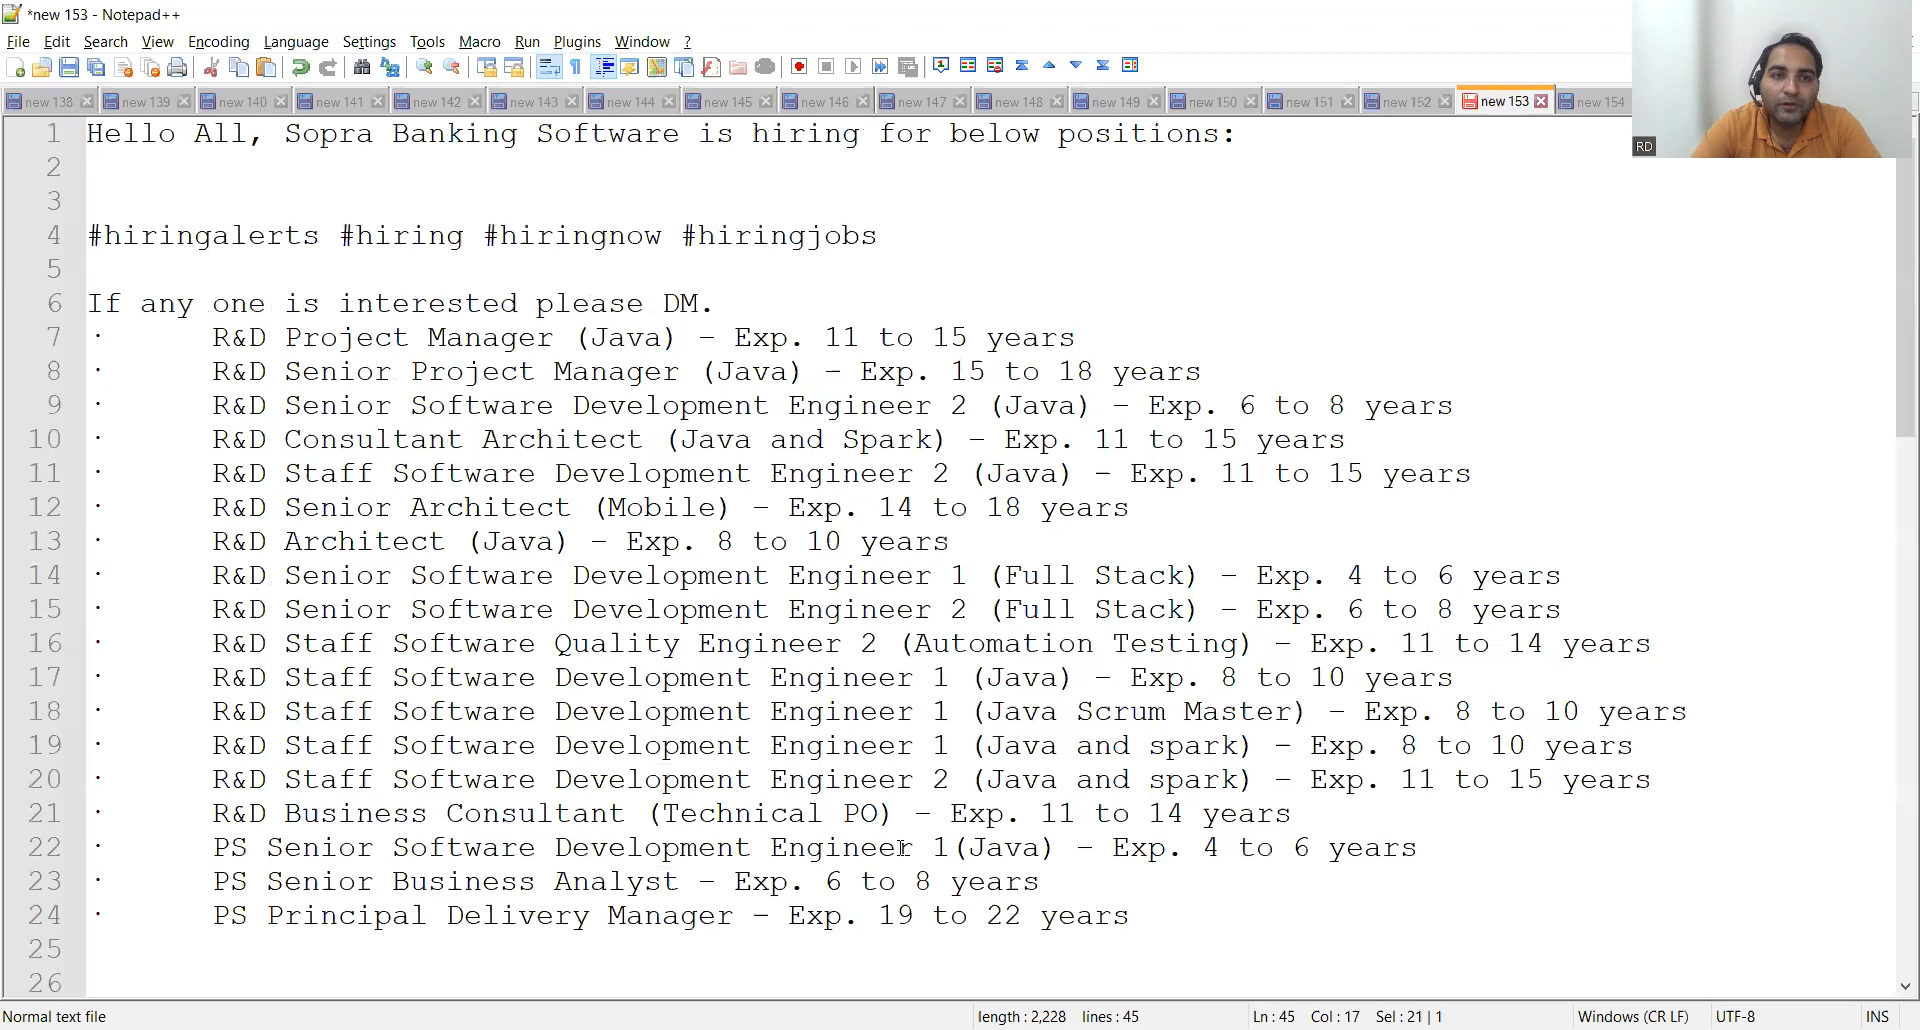 *new 153 - Notepad++
File Edit Search View Encoding Language Settings Tools Macro Run Plugins Window ?
new 138 new 139 new 140 new 141 new 142 new 143 new 144 new 145 new 146 new 147 new 148 new 149 new 150 new 151 new 152 new 153 new 154
RD
1 Hello All, Sopra Banking Software is hiring for below positions:
2
3
4 #hiringalerts #hiring #hiringnow #hiringjobs
5
6 If any one is interested please DM.
7 · R&D Project Manager (Java) – Exp. 11 to 15 years
8 · R&D Senior Project Manager (Java) – Exp. 15 to 18 years
9 · R&D Senior Software Development Engineer 2 (Java) – Exp. 6 to 8 years
10 · R&D Consultant Architect (Java and Spark) – Exp. 11 to 15 years
11 · R&D Staff Software Development Engineer 2 (Java) – Exp. 11 to 15 years
12 · R&D Senior Architect (Mobile) – Exp. 14 to 18 years
13 · R&D Architect (Java) – Exp. 8 to 10 years
14 · R&D Senior Software Development Engineer 1 (Full Stack) – Exp. 4 to 6 years
15 · R&D Senior Software Development Engineer 2 (Full Stack) – Exp. 6 to 8 years
16 · R&D Staff Software Quality Engineer 2 (Automation Testing) – Exp. 11 to 14 years
17 · R&D Staff Software Development Engineer 1 (Java) – Exp. 8 to 10 years
18 · R&D Staff Software Development Engineer 1 (Java Scrum Master) – Exp. 8 to 10 years
19 · R&D Staff Software Development Engineer 1 (Java and spark) – Exp. 8 to 10 years
20 · R&D Staff Software Development Engineer 2 (Java and spark) – Exp. 11 to 15 years
21 · R&D Business Consultant (Technical PO) – Exp. 11 to 14 years
22 · PS Senior Software Development Engineer 1(Java) – Exp. 4 to 6 years
23 · PS Senior Business Analyst – Exp. 6 to 8 years
24 · PS Principal Delivery Manager – Exp. 19 to 22 years
25
26
Normal text file length : 2,228 lines : 45 Ln : 45 Col : 17 Sel : 21 | 1 Windows (CR LF) UTF-8 INS